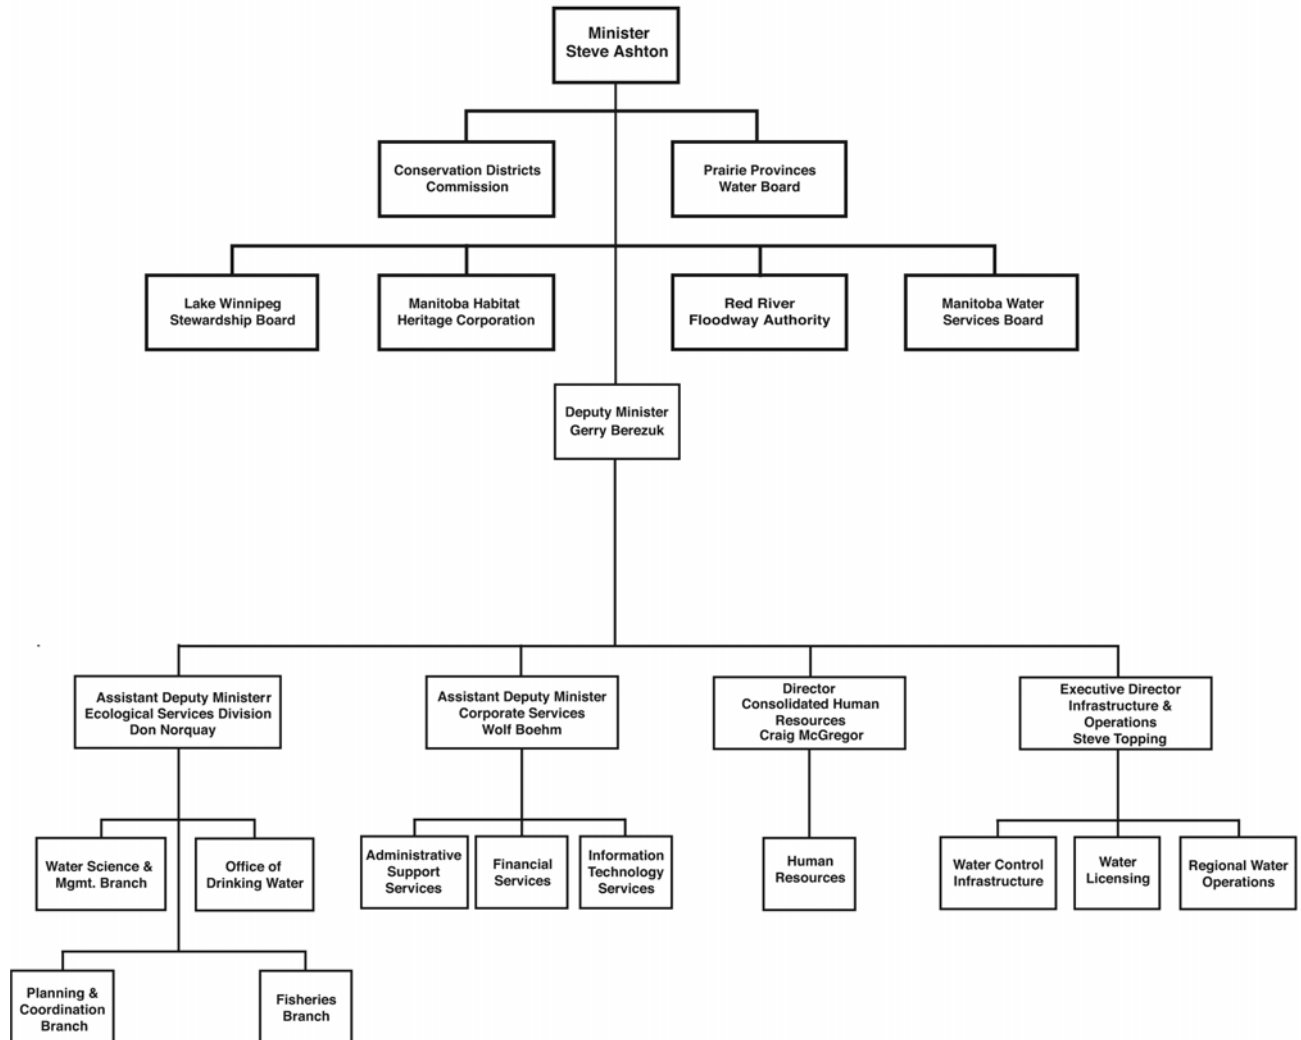 Minister
Steve Ashton
Conservation Districts
Commission
Prairie Provinces
Water Board
Lake Winnipeg
Stewardship Board
Manitoba Habitat
Heritage Corporation
Red River
Floodway Authority
Manitoba Water
Services Board
Deputy Minister
Gerry Berezuk
Assistant Deputy Ministerr
Ecological Services Division
Don Norquay
Assistant Deputy Minister
Corporate Services
Wolf Boehm
Director
Consolidated Human
Resources
Craig McGregor
Executive Director
Infrastructure &
Operations
Steve Topping
Water Science &
Mgmt. Branch
Office of
Drinking Water
Administrative
Support
Services
Financial
Services
Information
Technology
Services
Human
Resources
Water Control
Infrastructure
Water
Licensing
Regional Water
Operations
Planning &
Coordination
Branch
Fisheries
Branch